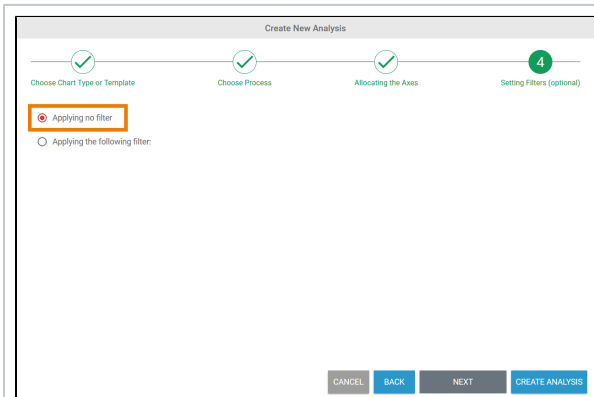 Create New Analysis
4
Choose Chart Type or Template
Choose Process
Allocating the Axes
Setting Filters (optional)
Applying no filter
Applying the following filter:
CANCEL
BACK
NEXT
CREATE ANALYSIS